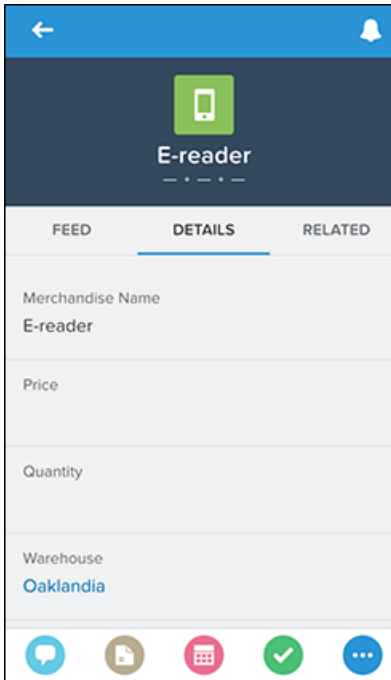 E-reader
FEED DETAILS RELATED
Merchandise Name
E-reader
Price
Quantity
Warehouse
Oaklandia